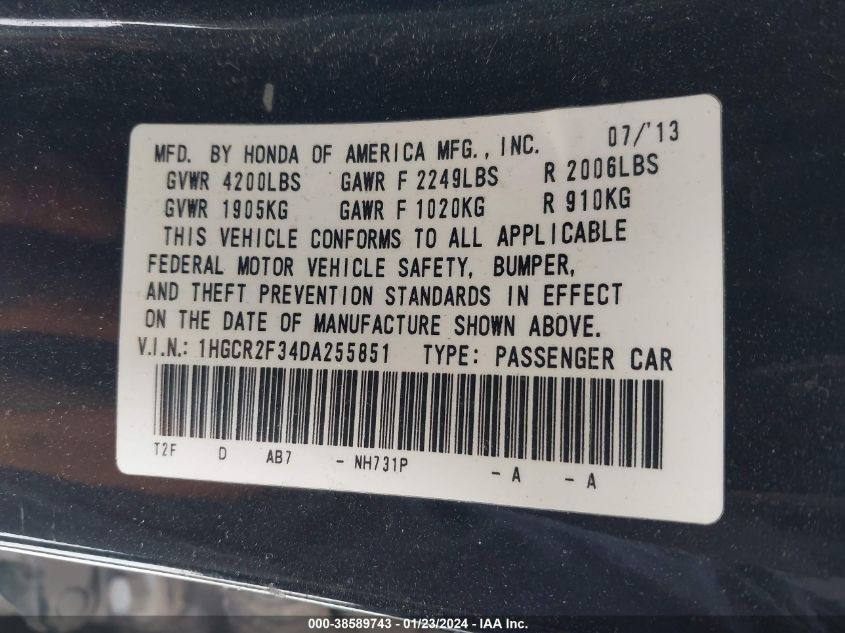 MFD. BY HONDA OF AMERICA MFG., INC. 07/'13
GVWR 4200LBS GAWR F 2249LBS R 2006LBS
GVWR 1905KG GAWR F 1020KG R 910KG
THIS VEHICLE CONFORMS TO ALL APPLICABLE
FEDERAL MOTOR VEHICLE SAFETY, BUMPER,
AND THEFT PREVENTION STANDARDS IN EFFECT
ON THE DATE OF MANUFACTURE SHOWN ABOVE.
V.I.N.: 1HGCR2F34DA255851 TYPE: PASSENGER CAR
T2F D AB7 - NH731P - A - A
000-38589743 - 01/23/2024 - IAA Inc.